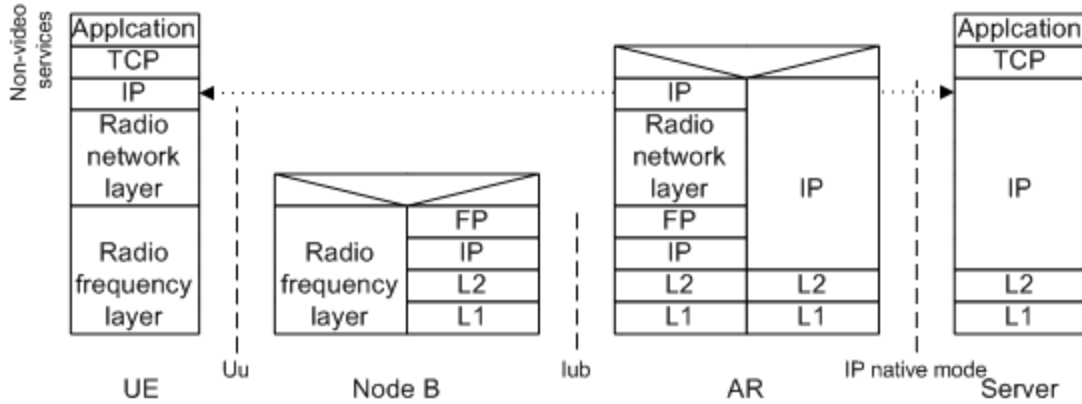 Non-video
services
Applcation
TCP
IP
Radio
network
layer
Radio
frequency
layer
UE
Uu
Radio
frequency
layer
FP
IP
L2
L1
Node B
Iub
IP
Radio
network
layer
FP
IP
L2
L1
IP
L2
L1
AR
IP native mode
Application
TCP
IP
L2
L1
Server